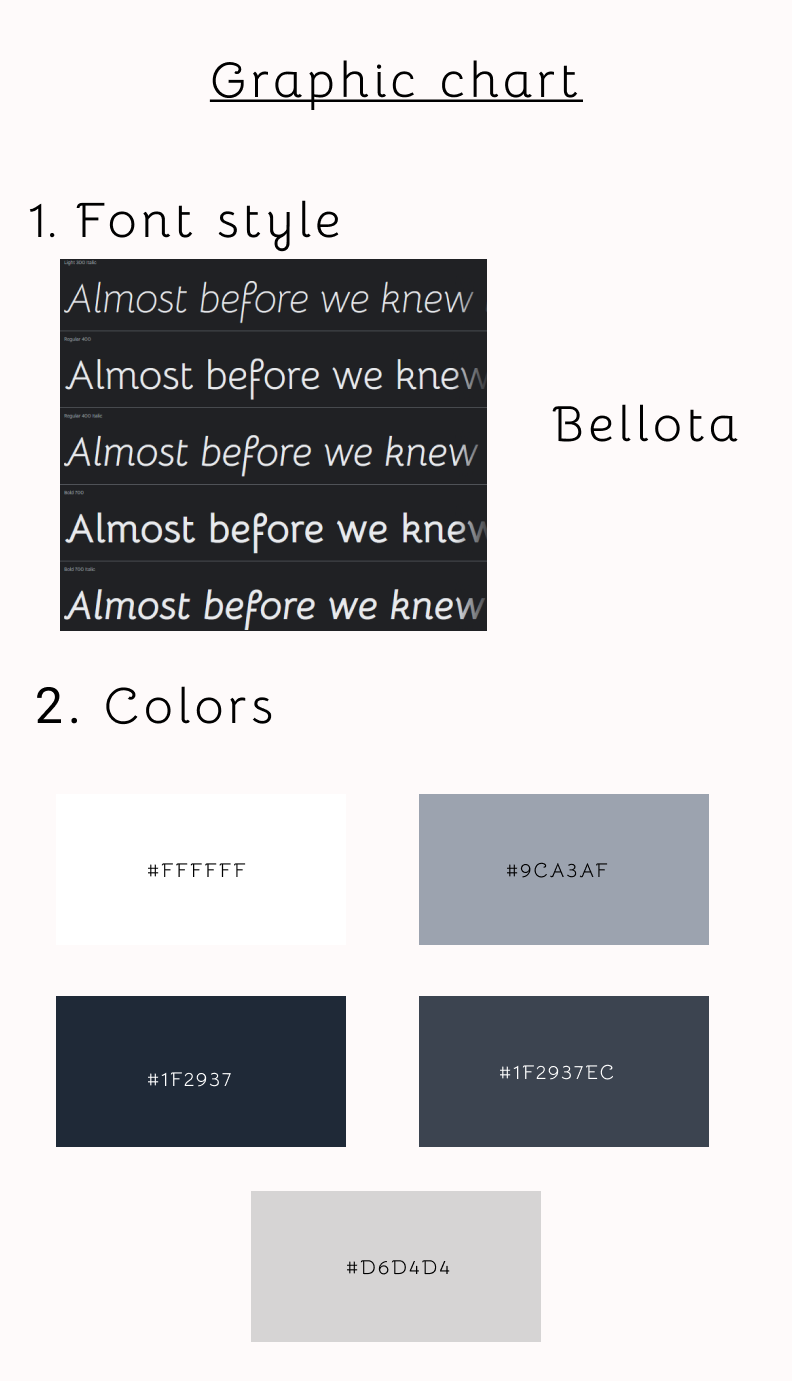 Graphic chart
1. Font style
Light 300 Italic
Almost before we knew
Regular 400
Almost before we knew
Regular 400 Italic
Almost before we knew
Bold 700
Almost before we knew
Bold 700 Italic
Almost before we knew
Bellota
2. Colors
#FFFFFF
#9CA3AF
#1F2937
#1F2937EC
#D6D4D4